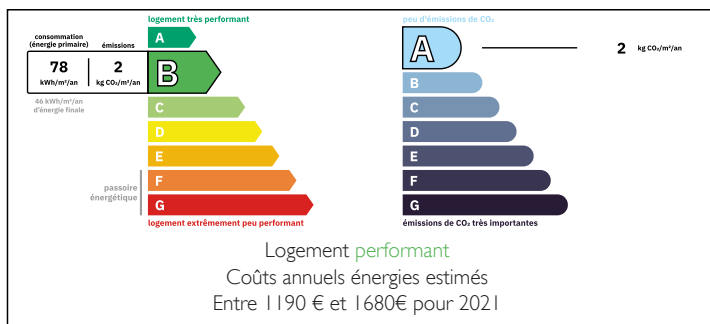 logement très performant
consommation
(énergie primaire)
émissions
78
kWh/m²/an
2
kg CO₂/m²/an
46 kWh/m²/an
d'énergie finale
A
B
C
D
E
F
G
passoire
énergétique
logement extrêmement peu performant
peu d'émissions de CO₂
A
2 kg CO₂/m²/an
B
C
D
E
F
G
émissions de CO₂ très importantes
Logement performant
Coûts annuels énergies estimés
Entre 1190 € et 1680€ pour 2021